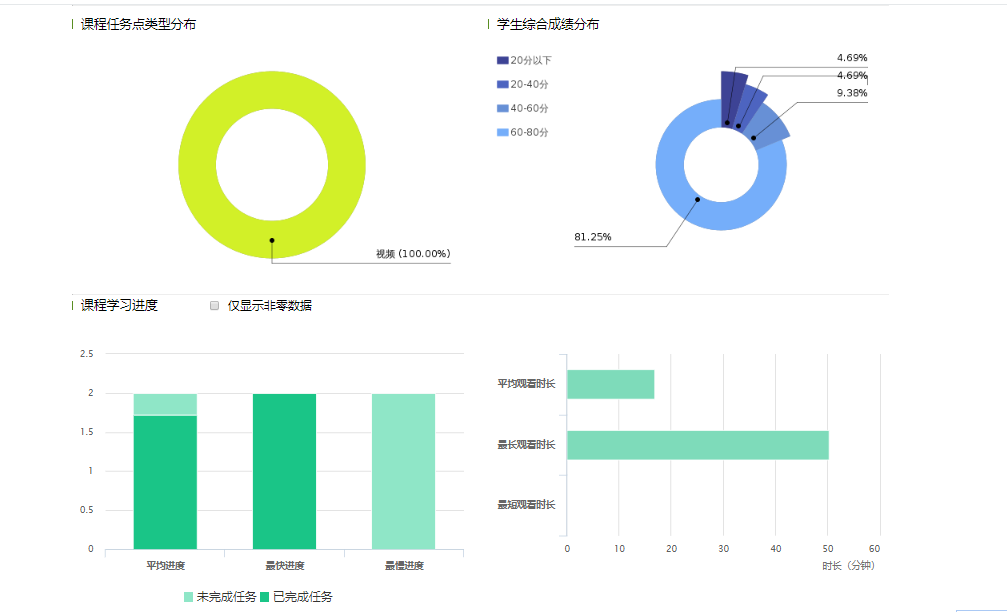 课程任务点类型分布
视频 (100.00%)
学生综合成绩分布
20分以下
20-40分
40-60分
60-80分
4.69%
4.69%
9.38%
81.25%
课程学习进度
仅显示非零数据
2.5
2
1.5
1
0.5
0
平均进度 最快进度 最慢进度
未完成任务 已完成任务
平均观看时长
最长观看时长
最短观看时长
0 10 20 30 40 50 60
时长（分钟）